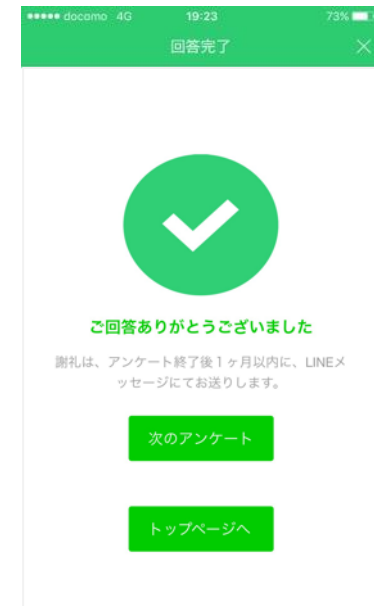 docomo 4G 19:23 73%
回答完了
ご回答ありがとうございました
謝礼は、アンケート終了後1ヶ月以内に、LINEメ
ッセージにてお送りします。
次のアンケート
トップページへ